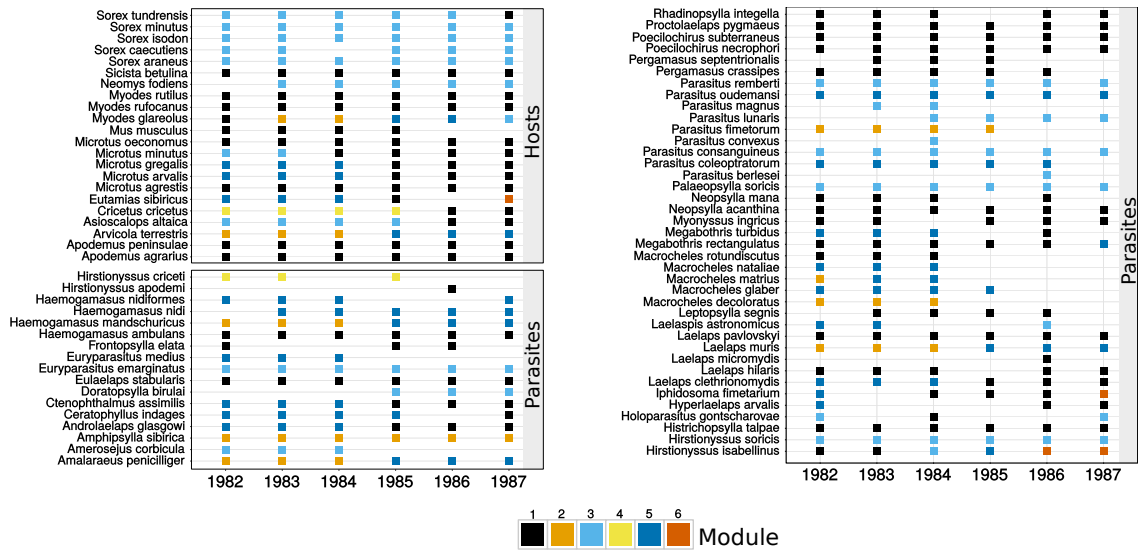 Sorex tundrensis
Sorex minutus
Sorex isodon
Sorex caecutiens
Sorex araneus
Sicista betulina
Neomys fodiens
Myodes rutilus
Myodes rufocanus
Myodes glareolus
Mus musculus
Microtus oeconomus
Microtus minutus
Microtus gregalis
Microtus arvalis
Microtus agrestis
Eutamias sibiricus
Cricetus cricetus
Asioscalops altaica
Arvicola terrestris
Apodemus peninsulae
Apodemus agrarius
Hosts
Hirstionyssus criceti
Hirstionyssus apodemi
Haemogamasus nidiformes
Haemogamasus nidi
Haemogamasus mandschuricus
Haemogamasus ambulans
Frontopsylla elata
Euryparasitus medius
Euryparasitus emarginatus
Eulaelaps stabularis
Doratopsylla birulai
Ctenophthalmus assimilis
Ceratophyllus indages
Androlaelaps glasgowi
Amphipsylla sibirica
Amerosejus corbicula
Amalaraeus penicilliger
Parasites
1982 1983 1984 1985 1986 1987
Rhadinopsylla integella
Proctolaelaps pygmaeus
Poecilochirus subterraneus
Poecilochirus necrophori
Pergamasus septentrionalis
Pergamasus crassipes
Parasitus remberti
Parasitus oudemansi
Parasitus magnus
Parasitus lunaris
Parasitus fimetorum
Parasitus convexus
Parasitus consanguineus
Parasitus coleoptratorum
Parasitus berlesei
Palaeopsylla soricis
Neopsylla mana
Neopsylla acanthina
Myonyssus ingricus
Megabothris turbidus
Megabothris rectangulatus
Macrocheles rotundiscutus
Macrocheles nataliae
Macrocheles matrius
Macrocheles glaber
Macrocheles decoloratus
Leptopsylla segnis
Laelaspis astronomicus
Laelaps pavlovskyi
Laelaps muris
Laelaps micromydis
Laelaps hilaris
Laelaps clethrionomydis
Iphidosoma fimetarium
Hyperlaelaps arvalis
Holoparasitus gontscharovae
Histrichopsylla talpae
Hirstionyssus soricis
Hirstionyssus isabellinus
Parasites
1982 1983 1984 1985 1986 1987
1 2 3 4 5 6
Module